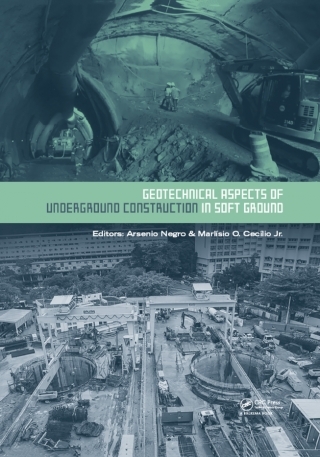 GEOTECHNICAL ASPECTS OF
UNDERGROUND CONSTRUCTION IN SOFT GROUND
Editors: Arsenio Negro & Marlísio O. Cecílio Jr.
CRC Press